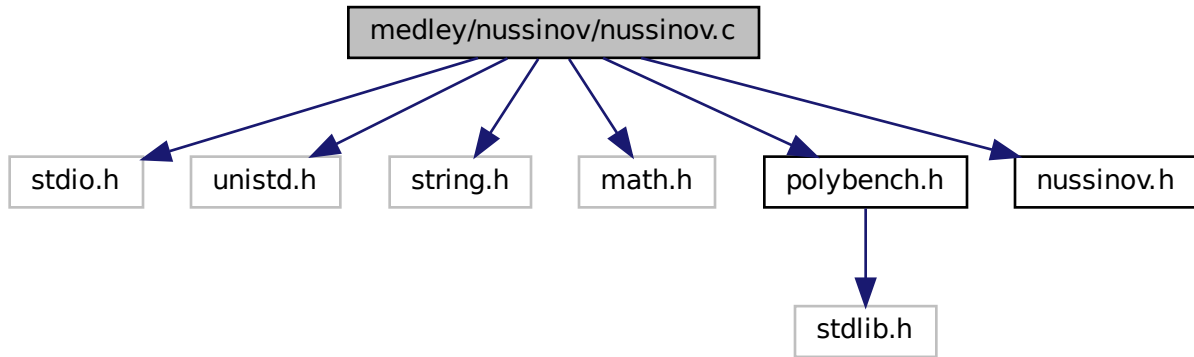 medley/nussinov/nussinov.c
stdio.h
unistd.h
string.h
math.h
polybench.h
nussinov.h
stdlib.h